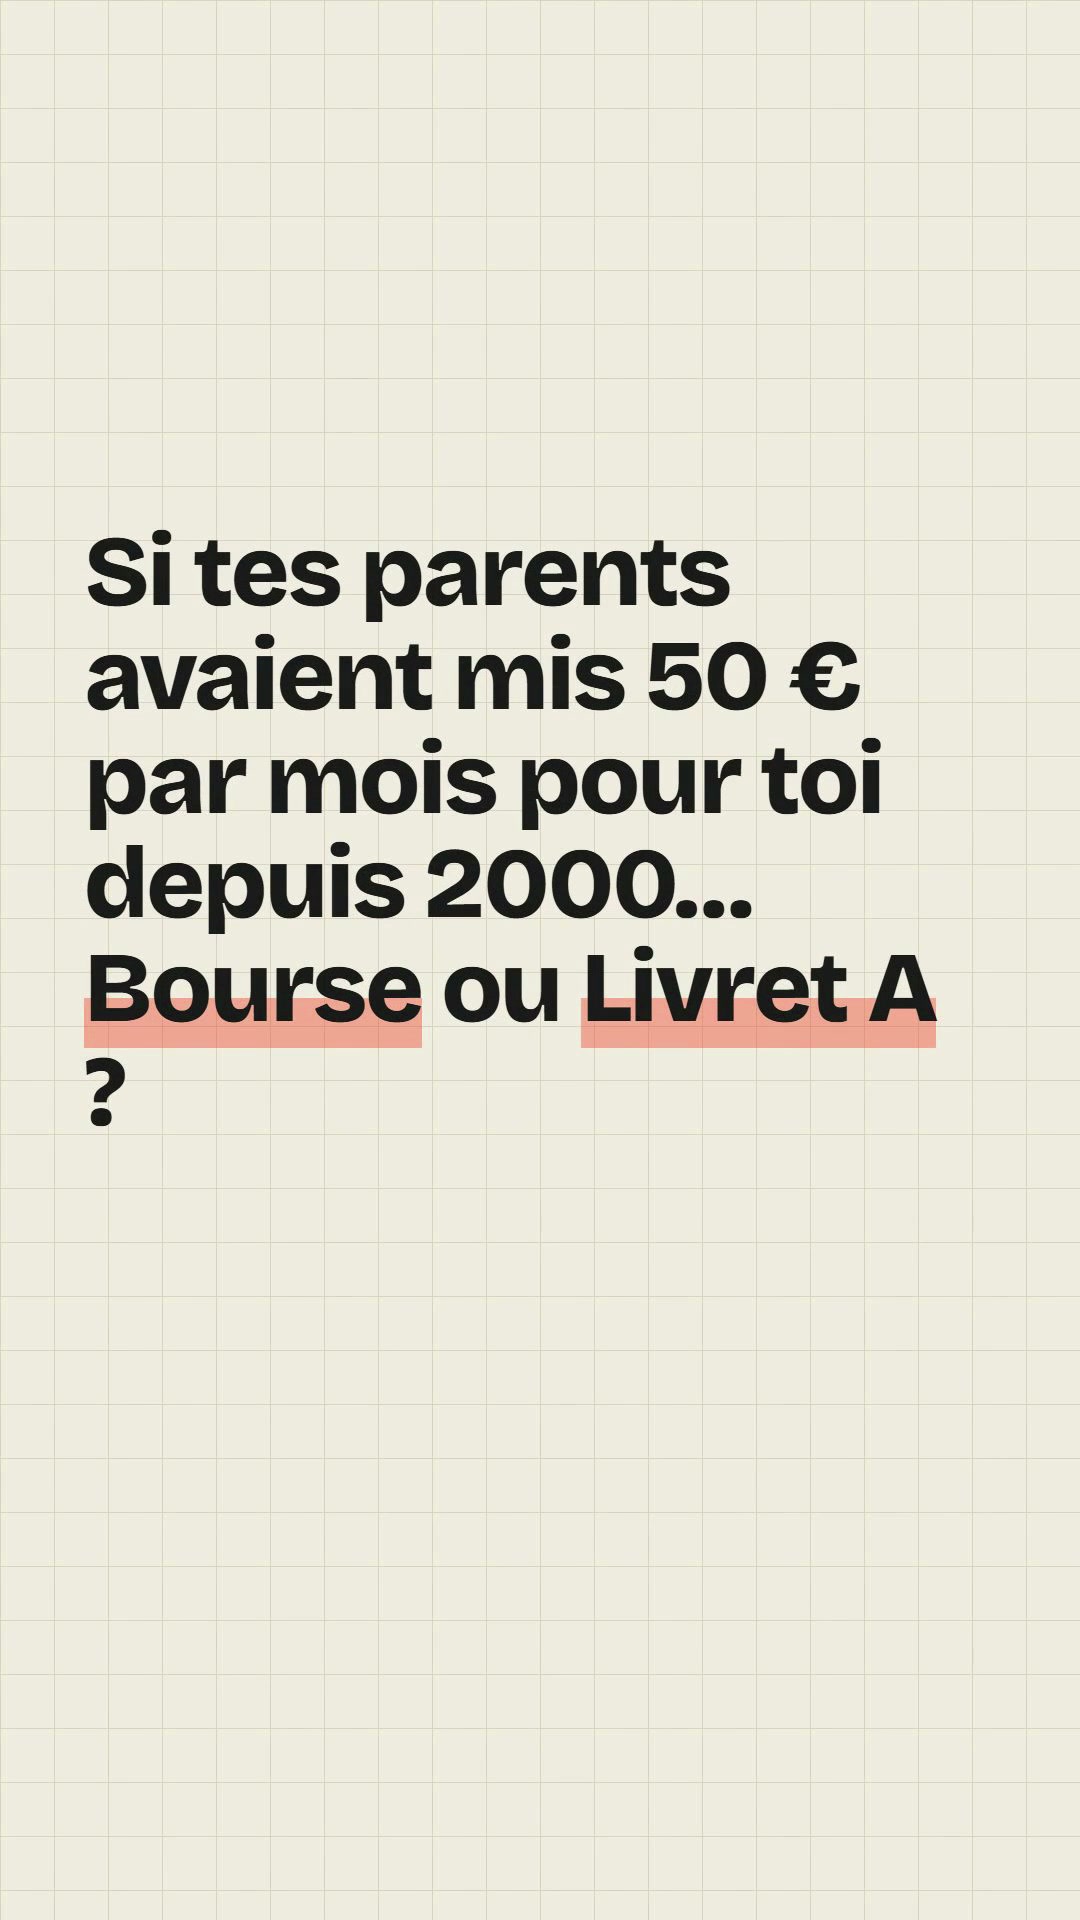 Si tes parents
avaient mis 50 €
par mois pour toi
depuis 2000...
Bourse ou Livret A
?